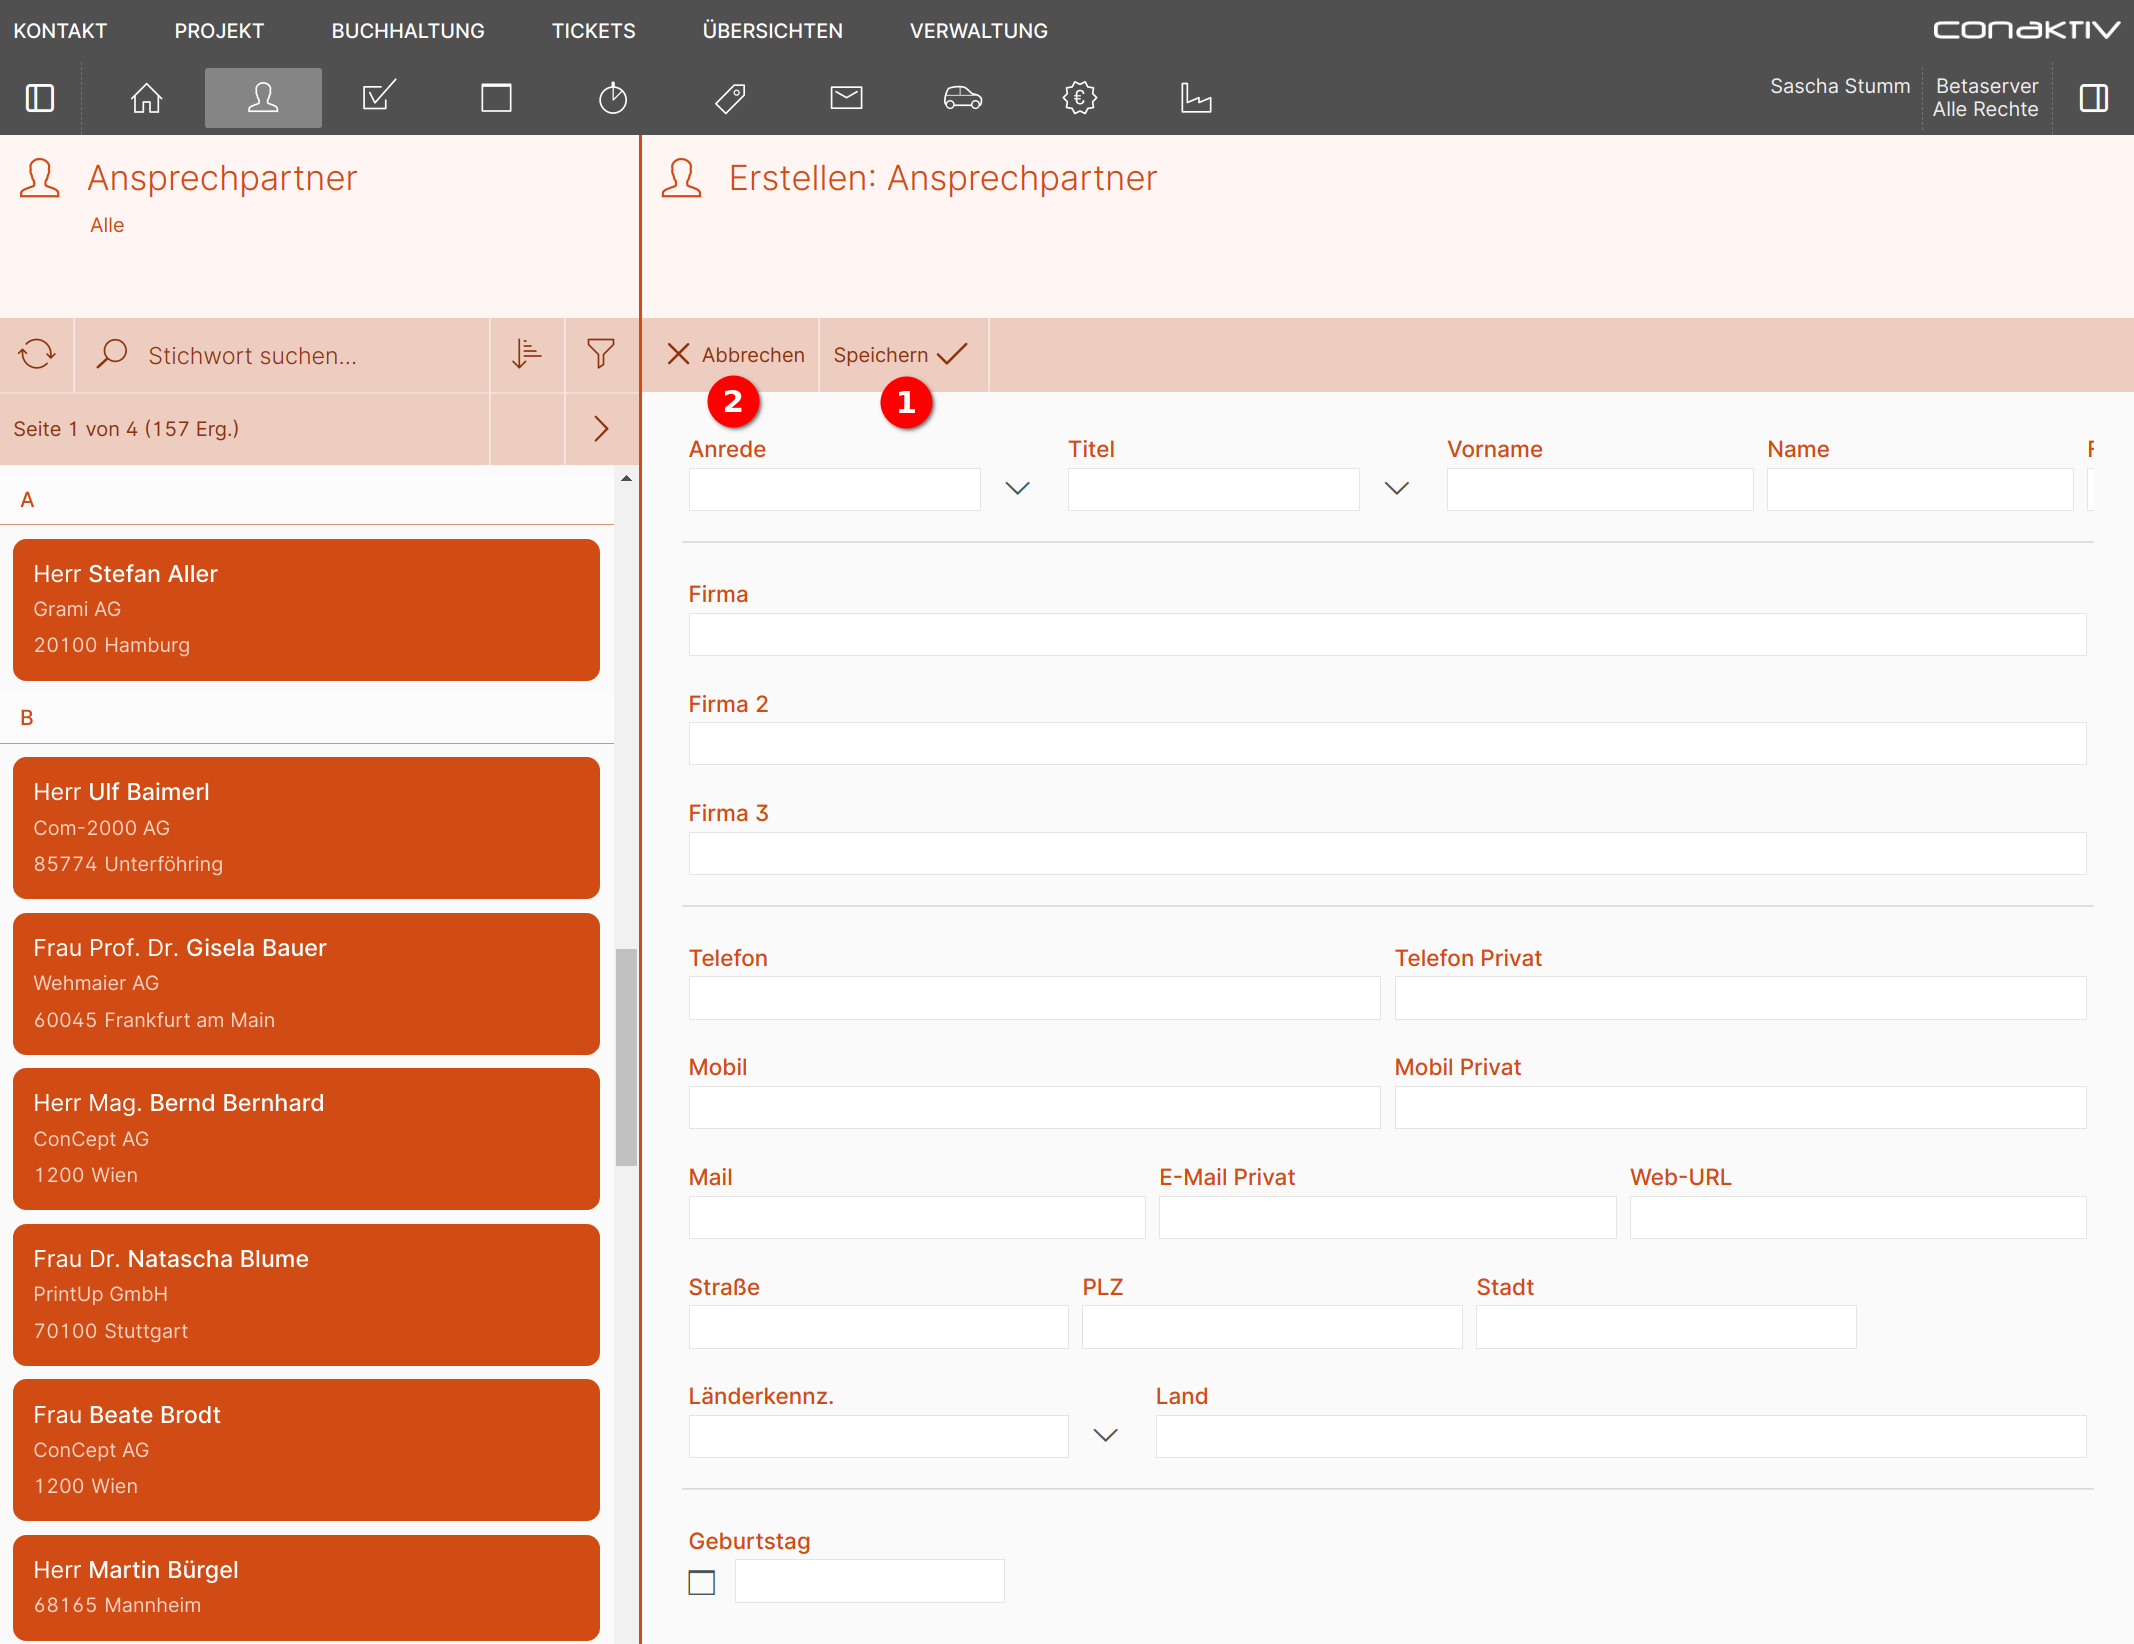 KONTAKT PROJEKT BUCHHALTUNG TICKETS ÜBERSICHTEN VERWALTUNG conaktiv
Sascha Stumm Betaserver
Alle Rechte
Ansprechpartner
Alle
Erstellen: Ansprechpartner
Stichwort suchen...
Abbrechen Speichern
2 1
Seite 1 von 4 (157 Erg.)
A
Herr Stefan Aller
Grami AG
20100 Hamburg
B
Herr Ulf Baimerl
Com-2000 AG
85774 Unterföhring
Frau Prof. Dr. Gisela Bauer
Wehmaier AG
60045 Frankfurt am Main
Herr Mag. Bernd Bernhard
ConCept AG
1200 Wien
Frau Dr. Natascha Blume
PrintUp GmbH
70100 Stuttgart
Frau Beate Brodt
ConCept AG
1200 Wien
Herr Martin Bürgel
68165 Mannheim
Anrede Titel Vorname Name
Firma
Firma 2
Firma 3
Telefon Telefon Privat
Mobil Mobil Privat
Mail E-Mail Privat Web-URL
Straße PLZ Stadt
Länderkennz. Land
Geburtstag